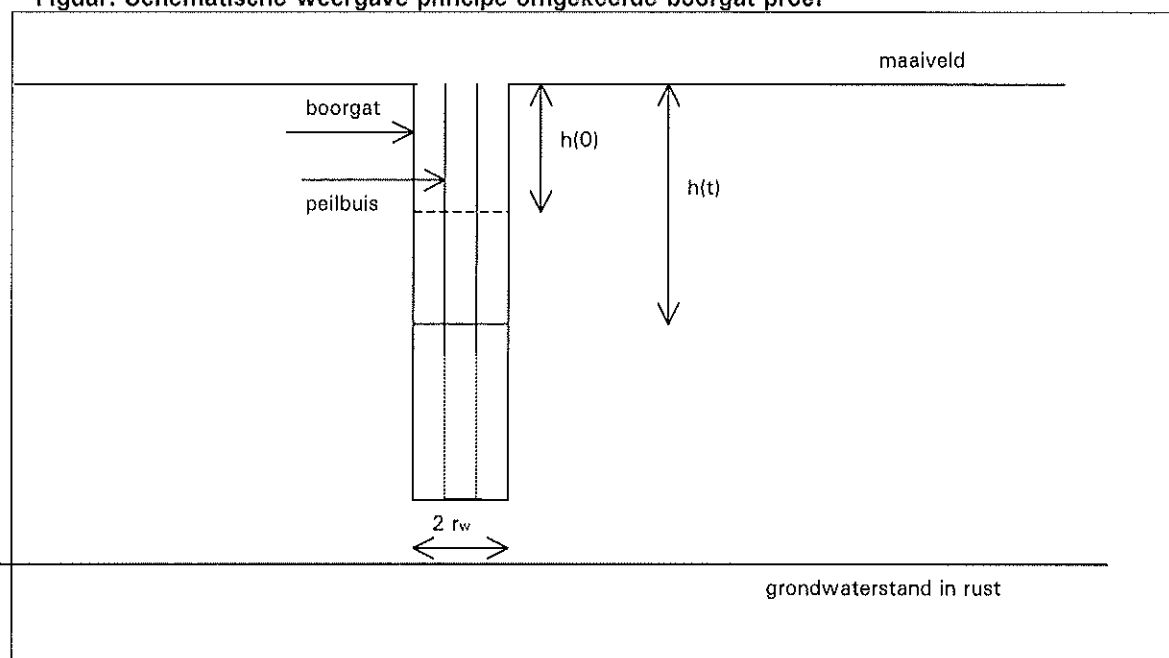 Figuur: Schematische weergave principe omgekeerde boorgat proef
maaiveld
boorgat
h(0)
h(t)
peilbuis
2 rw
grondwaterstand in rust